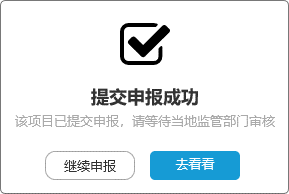 提交申报成功
该项目已提交申报，请等待当地监管部门审核
继续申报
去看看